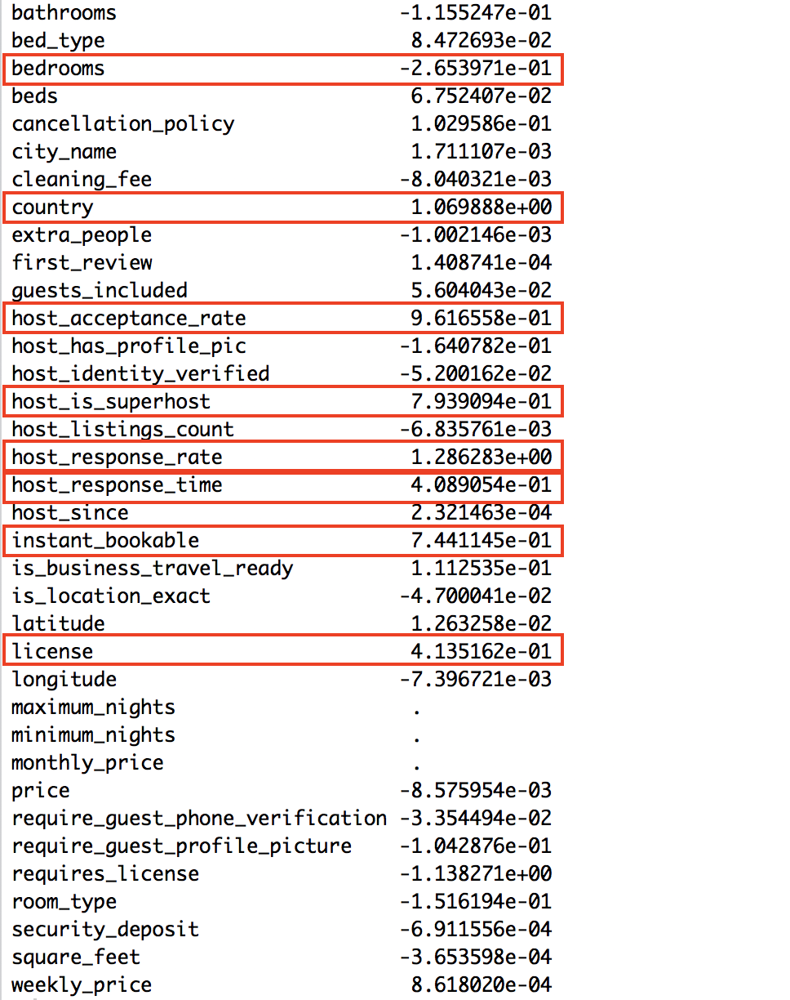 bathrooms -1.155247e-01
bed_type 8.472693e-02
bedrooms -2.653971e-01
beds 6.752407e-02
cancellation_policy 1.029586e-01
city_name 1.711107e-03
cleaning_fee -8.040321e-03
country 1.069888e+00
extra_people -1.002146e-03
first_review 1.408741e-04
guests_included 5.604043e-02
host_acceptance_rate 9.616558e-01
host_has_profile_pic -1.640782e-01
host_identity_verified -5.200162e-02
host_is_superhost 7.939094e-01
host_listings_count -6.835761e-03
host_response_rate 1.286283e+00
host_response_time 4.089054e-01
host_since 2.321463e-04
instant_bookable 7.441145e-01
is_business_travel_ready 1.112535e-01
is_location_exact -4.700041e-02
latitude 1.263258e-02
license 4.135162e-01
longitude -7.396721e-03
maximum_nights .
minimum_nights .
monthly_price .
price -8.575954e-03
require_guest_phone_verification -3.354494e-02
require_guest_profile_picture -1.042876e-01
requires_license -1.138271e+00
room_type -1.516194e-01
security_deposit -6.911556e-04
square_feet -3.653598e-04
weekly_price 8.618020e-04